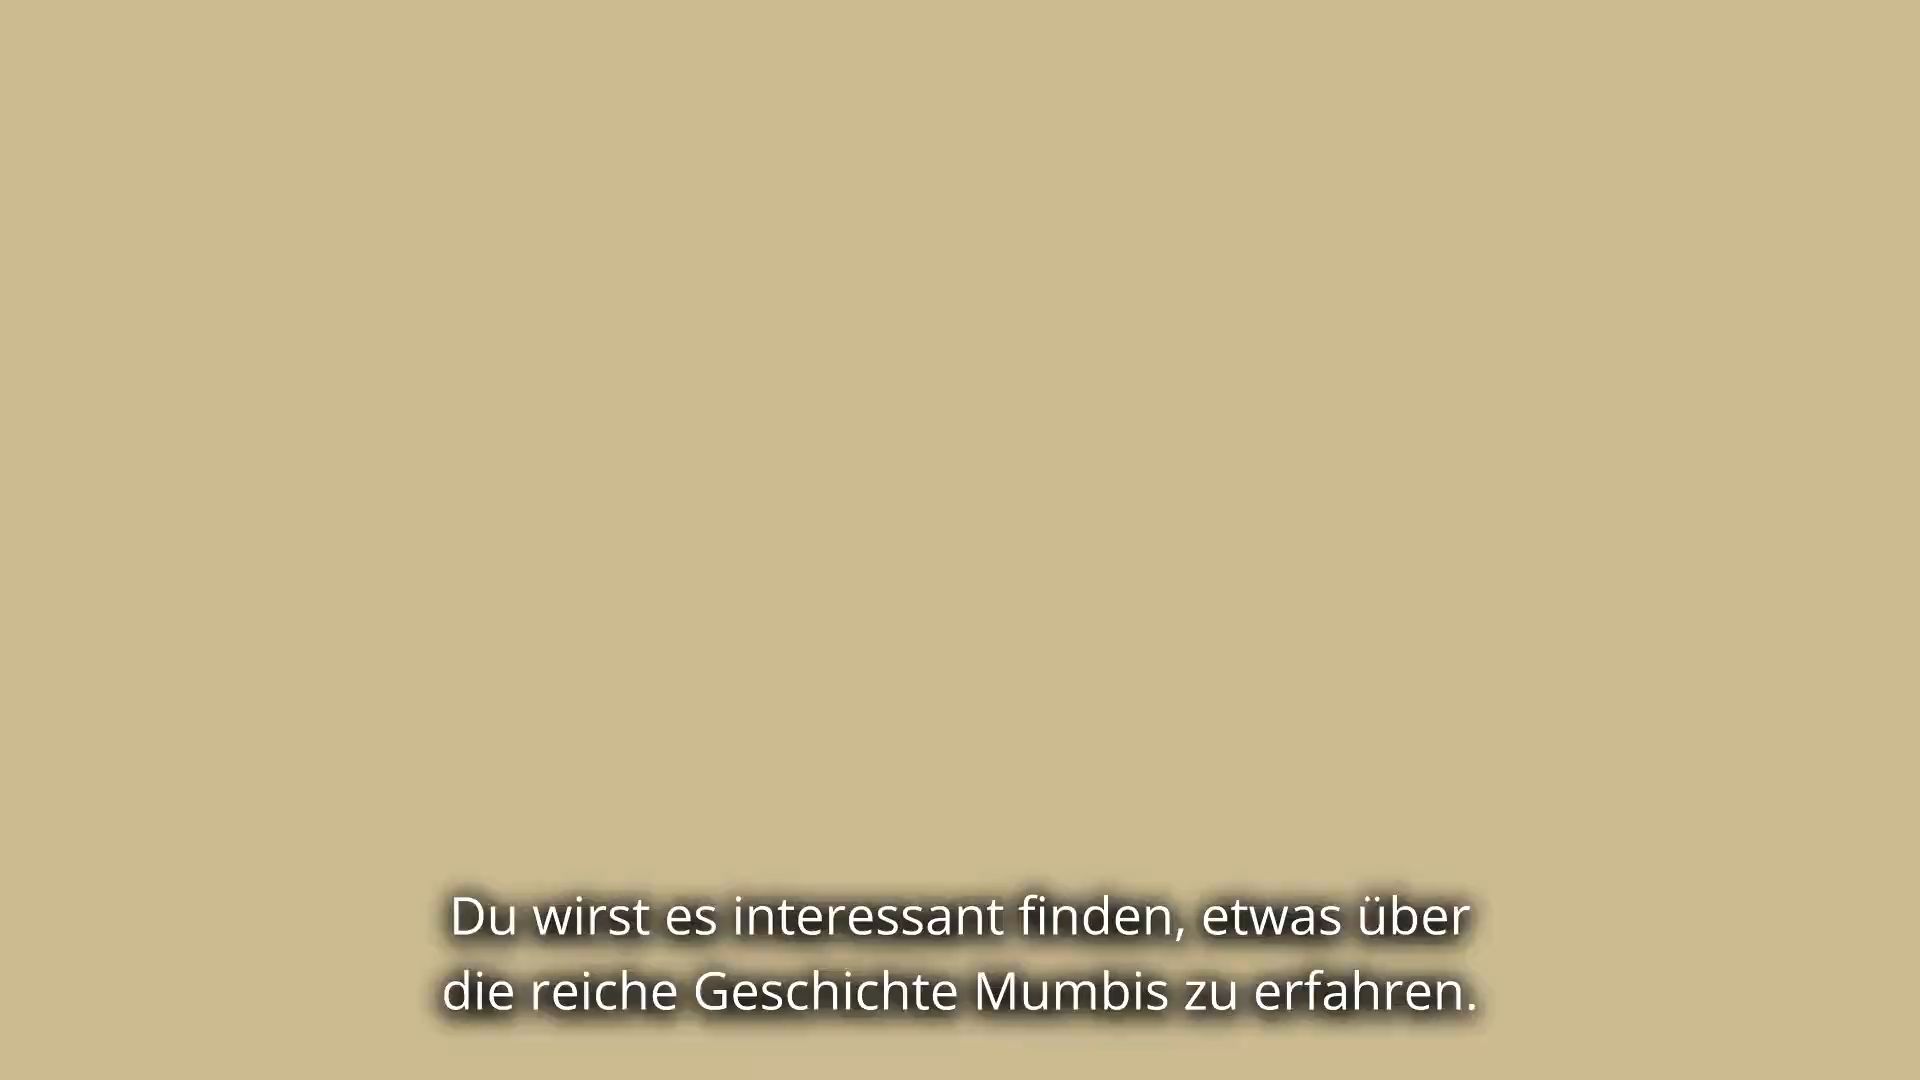 Du wirst es interessant finden, etwas über
die reiche Geschichte Mumbis zu erfahren.